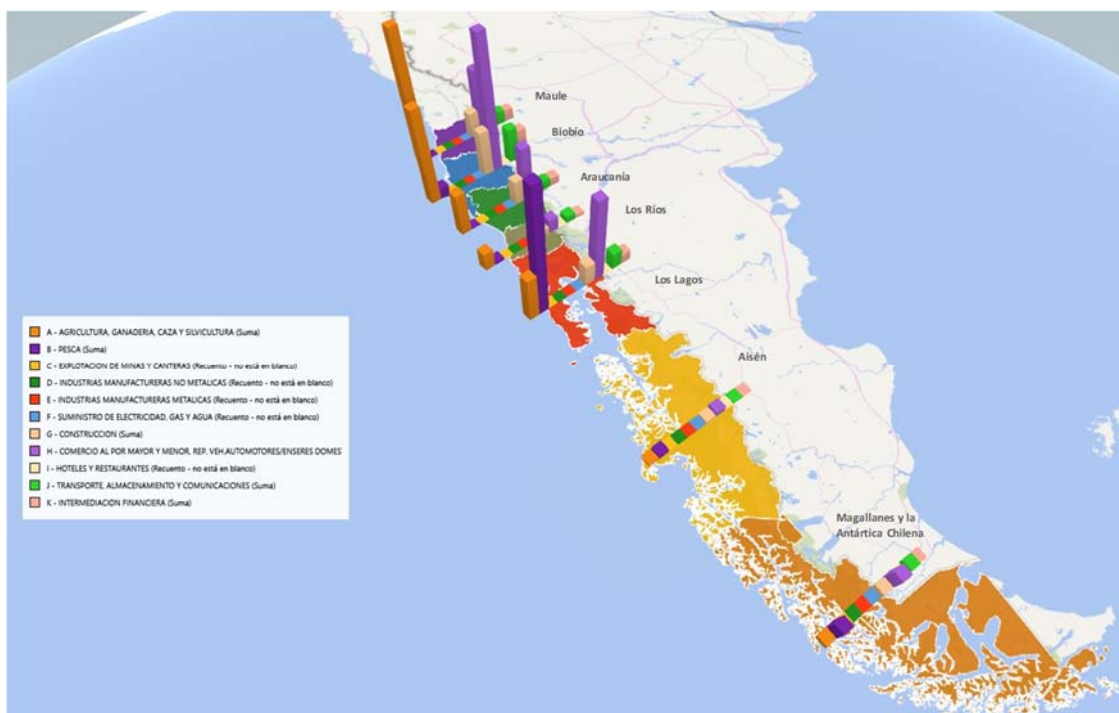 Maule
Biobío
Araucanía
Los Ríos
Los Lagos
Aisén
Magallanes y la
Antártica Chilena
A - AGRICULTURA, GANADERIA, CAZA Y SILVICULTURA (Suma)
B - PESCA (Suma)
C - EXPLOTACION DE MINAS Y CANTERAS (Recuento - no está en blanco)
D - INDUSTRIAS MANUFACTURERAS NO METALICAS (Recuento - no está en blanco)
E - INDUSTRIAS MANUFACTURERAS METALICAS (Recuento - no está en blanco)
F - SUMINISTRO DE ELECTRICIDAD, GAS Y AGUA (Recuento - no está en blanco)
G - CONSTRUCCION (Suma)
H - COMERCIO AL POR MAYOR Y MENOR, REP. VEH.AUTOMOTORES/ENSERES DOMES
I - HOTELES Y RESTAURANTES (Recuento - no está en blanco)
J - TRANSPORTE, ALMACENAMIENTO Y COMUNICACIONES (Suma)
K - INTERMEDIACION FINANCIERA (Suma)